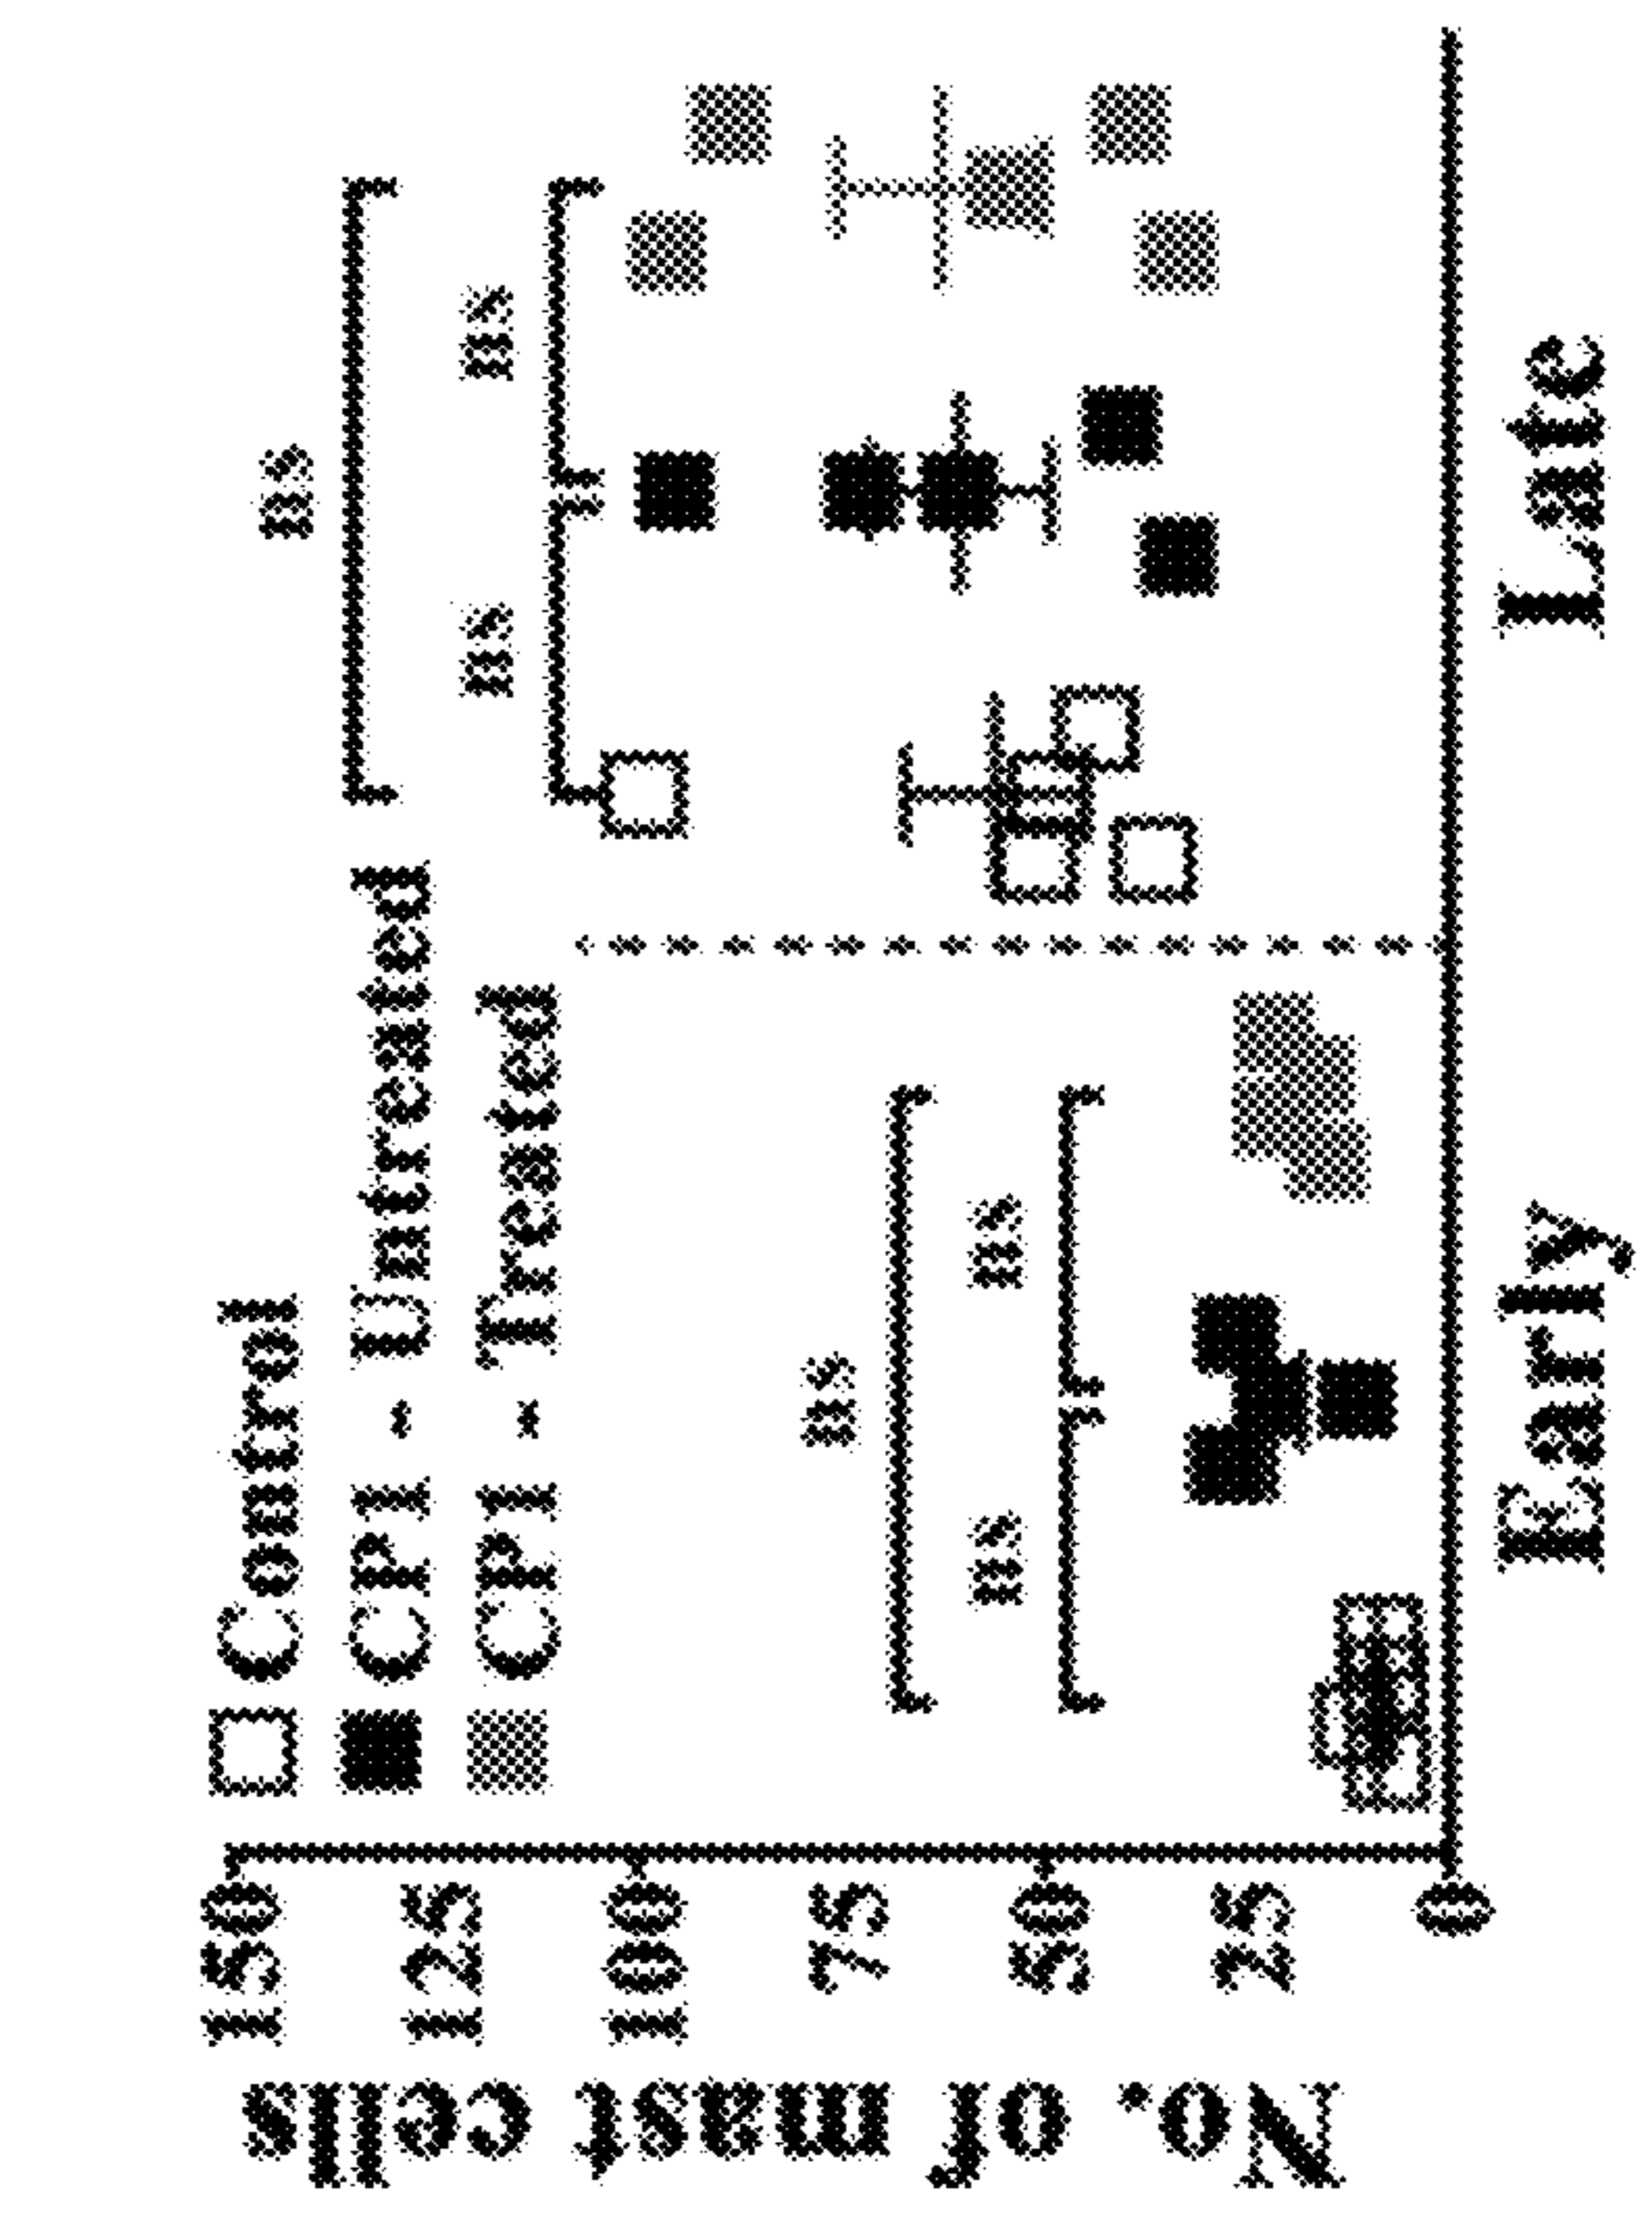 No. of mast cells
150
125
100
75
50
25
0
Control
CP1 - Untreated
CP1 - Treated
ns
ns
ns
ns
ns
ns
Early
Late